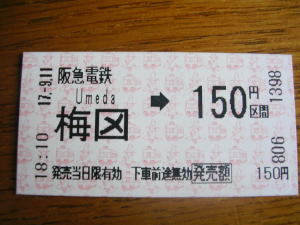 阪急電鉄
Umeda
梅田 ➡ 150円区間
17.-9.11
18:10
1398
806
発売当日限有効 下車前途無効 発売額 150円